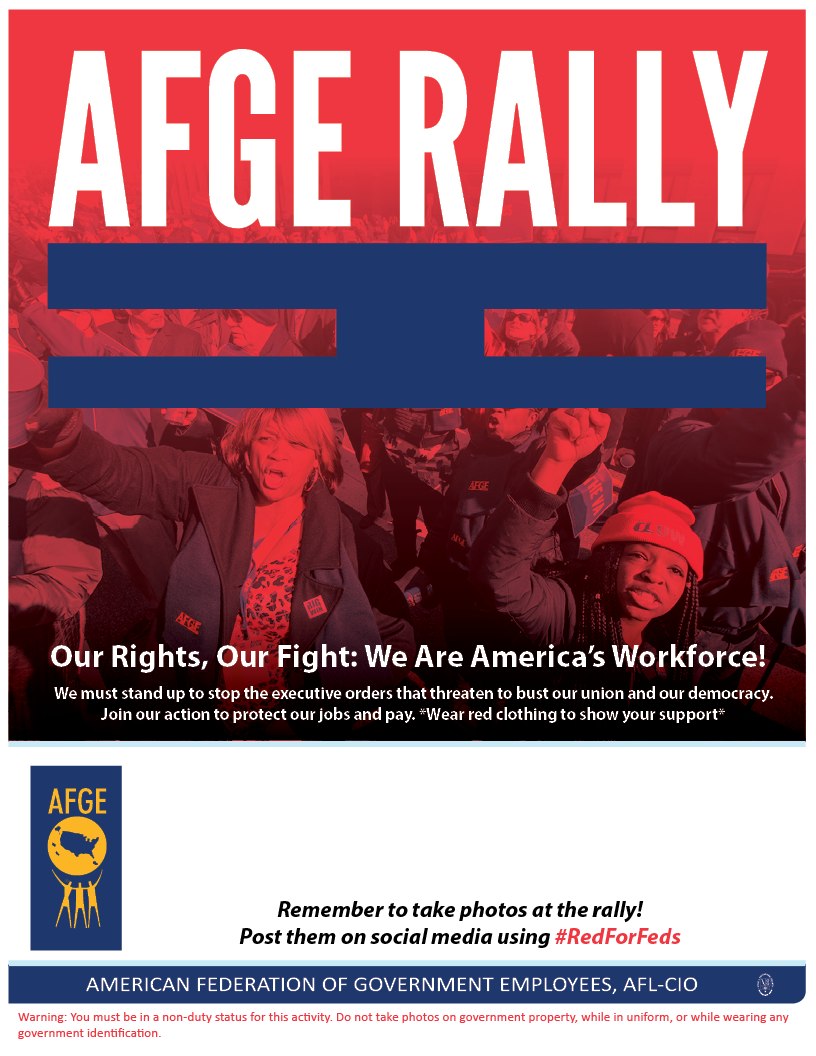 AFGE RALLY
AFGE
AFGE
Our Rights, Our Fight: We Are America's Workforce!
We must stand up to stop the executive orders that threaten to bust our union and our democracy.
Join our action to protect our jobs and pay. *Wear red clothing to show your support*
AFGE
Remember to take photos at the rally!
Post them on social media using #RedForFeds
AMERICAN FEDERATION OF GOVERNMENT EMPLOYEES, AFL-CIO
Warning: You must be in a non-duty status for this activity. Do not take photos on government property, while in uniform, or while wearing any
government identification.